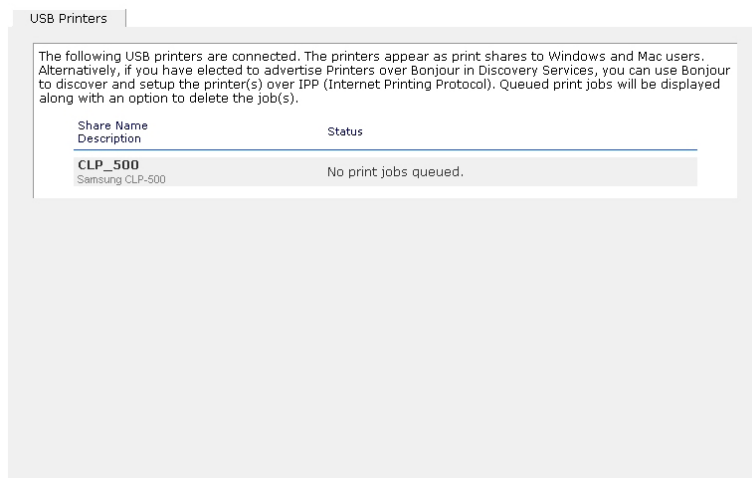 USB Printers
The following USB printers are connected. The printers appear as print shares to Windows and Mac users.
Alternatively, if you have elected to advertise Printers over Bonjour in Discovery Services, you can use Bonjour
to discover and setup the printer(s) over IPP (Internet Printing Protocol). Queued print jobs will be displayed
along with an option to delete the job(s).
Share Name
Description
Status
CLP_500
Samsung CLP-500
No print jobs queued.